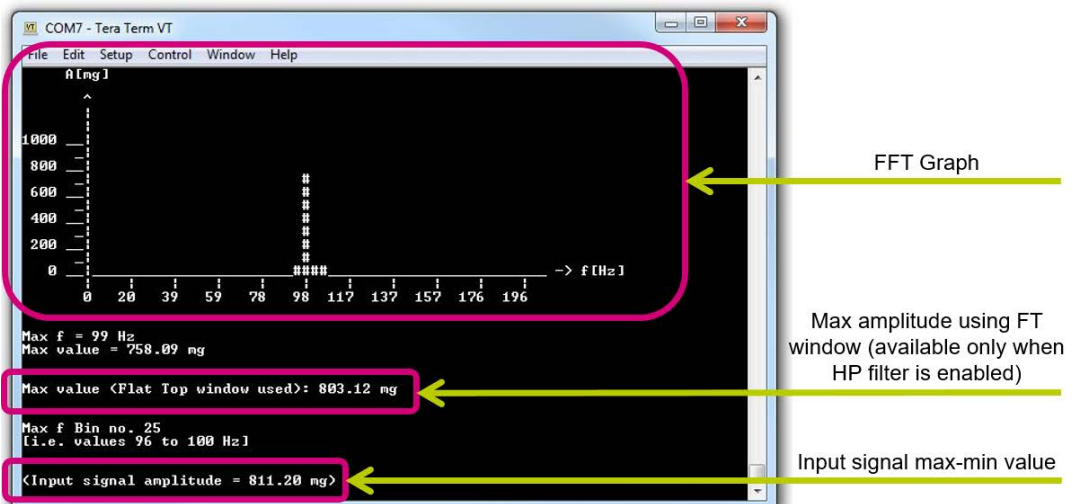 COM7 - Tera Term VT
File Edit Setup Control Window Help
A[mg]
1000
800
600
400
200
0
-> f[Hz]
0 20 39 59 78 98 117 137 157 176 196
Max f = 99 Hz
Max value = 758.09 mg
Max value (Flat Top window used): 803.12 mg
Max f Bin no. 25
[i.e. values 96 to 100 Hz]
(Input signal amplitude = 811.20 mg)
FFT Graph
Max amplitude using FT
window (available only when
HP filter is enabled)
Input signal max-min value